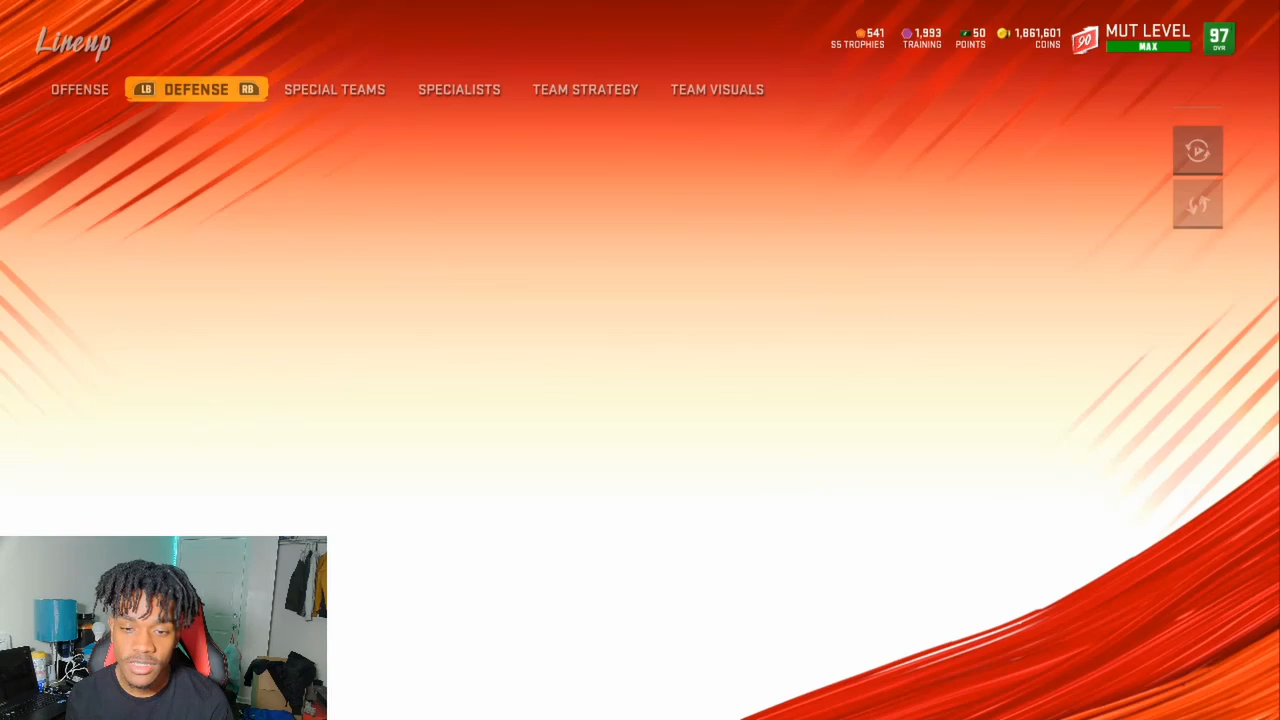 Lineup
541
S5 TROPHIES
1,993
TRAINING
50
POINTS
1,861,601
COINS
90
MUT LEVEL
MAX
97
OVR
OFFENSE
LB DEFENSE RB
SPECIAL TEAMS
SPECIALISTS
TEAM STRATEGY
TEAM VISUALS